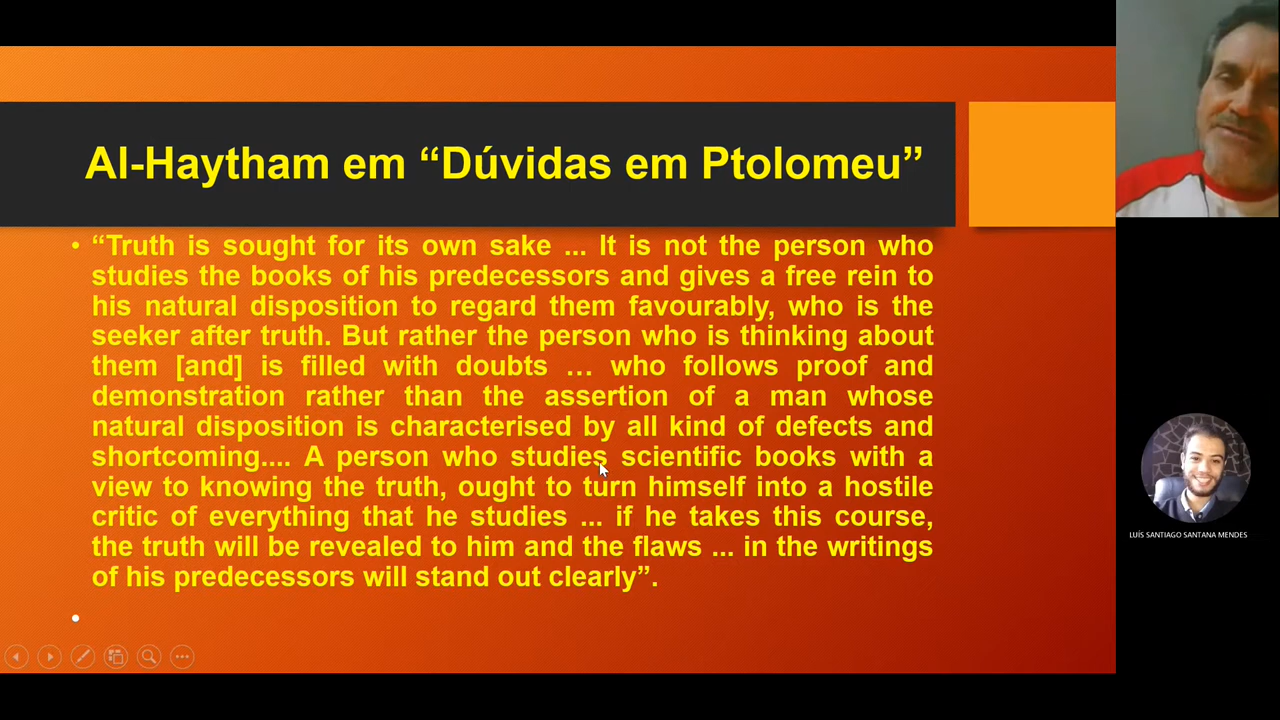 Al-Haytham em “Dúvidas em Ptolomeu”
• “Truth is sought for its own sake ... It is not the person who
studies the books of his predecessors and gives a free rein to
his natural disposition to regard them favourably, who is the
seeker after truth. But rather the person who is thinking about
them [and] is filled with doubts … who follows proof and
demonstration rather than the assertion of a man whose
natural disposition is characterised by all kind of defects and
shortcoming.... A person who studies scientific books with a
view to knowing the truth, ought to turn himself into a hostile
critic of everything that he studies ... if he takes this course,
the truth will be revealed to him and the flaws ... in the writings
of his predecessors will stand out clearly”.
•
LUÍS SANTIAGO SANTANA MENDES